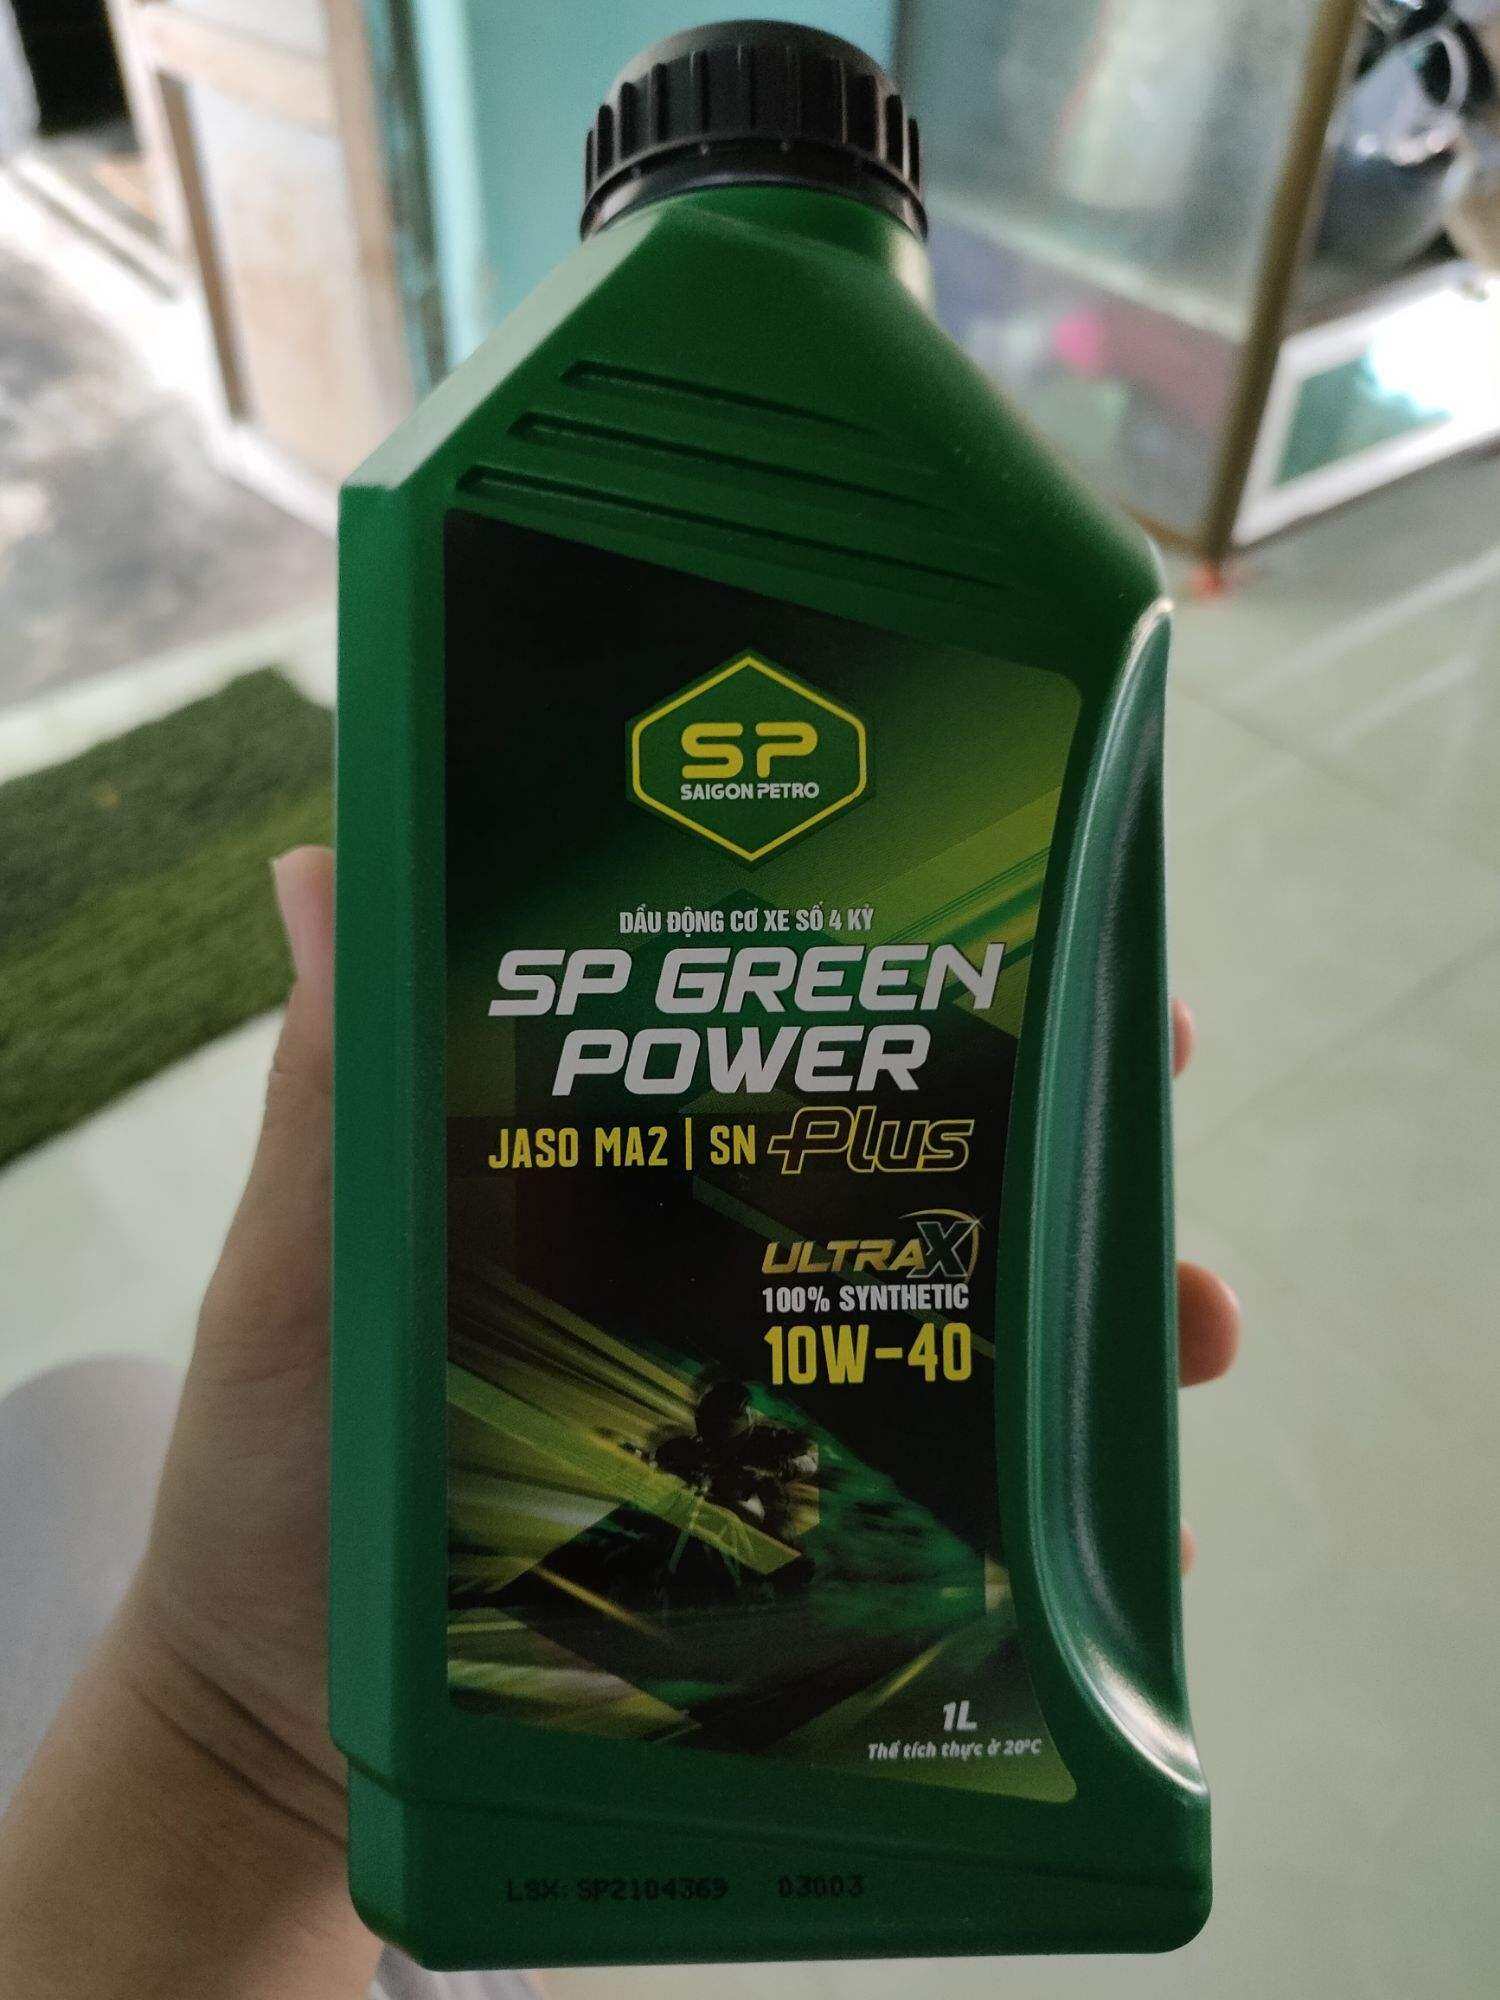 SP
SAIGON PETRO
DẦU ĐỘNG CƠ XE SỐ 4 KỲ
SP GREEN
POWER
JASO MA2 | SN Plus
ULTRAX
100% SYNTHETIC
10W-40
1L
Thể tích thực ở 20°C
LSX: SP2104369 03003